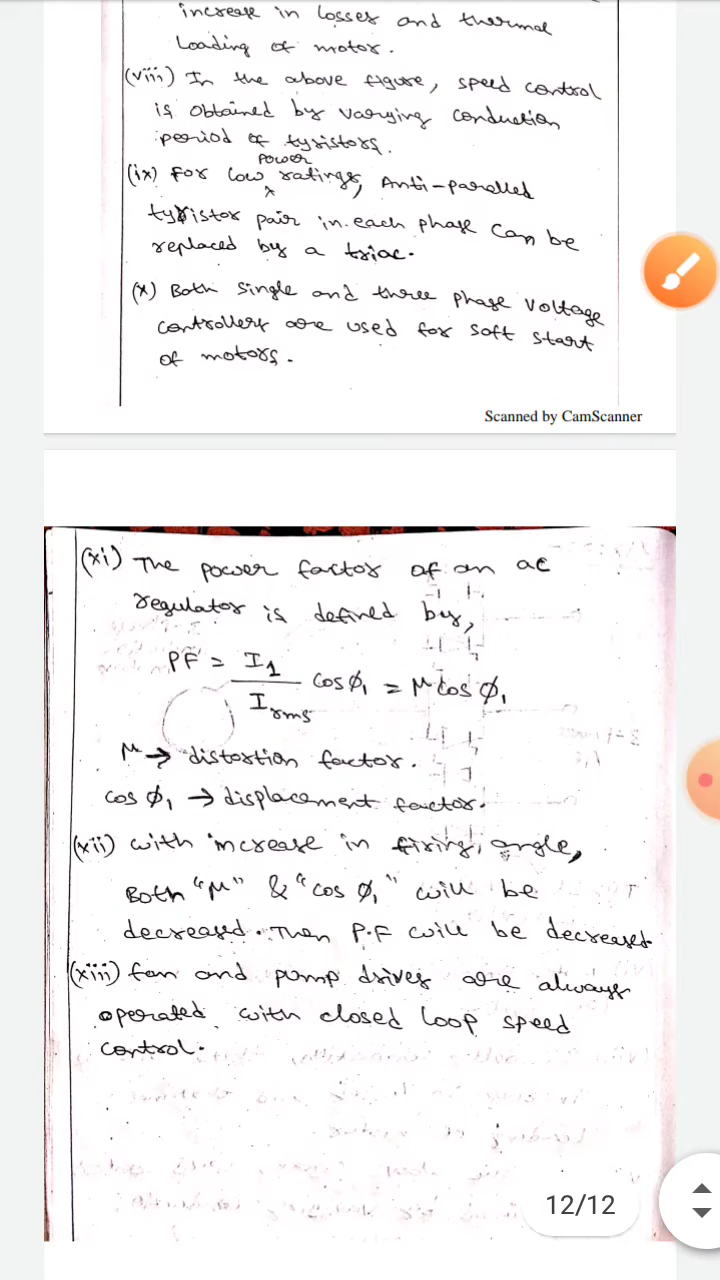 increase in losses and thermal
Loading of motor.
(viii) In the above figure, speed control
is obtained by varying conduction
period of tyristors.
power
(ix) For low ratings, Anti-paralled
tyristor pair in each phase can be
replaced by a triac.
(x) Both single and three phase voltage
controllers are used for soft start
of motors.
Scanned by CamScanner
(xi) The power factor of an ac
regulator is defined by,
PF = I1 / Irms cos ϕ1 = μ cos ϕ1
μ → distortion factor.
cos ϕ1 → displacement factor.
(xii) with increase in firing angle,
Both "μ" & "cos ϕ1" will be
decreased. Then P.F will be decreased
(xiii) fan and pump drives are always
operated with closed loop speed
control.
12/12